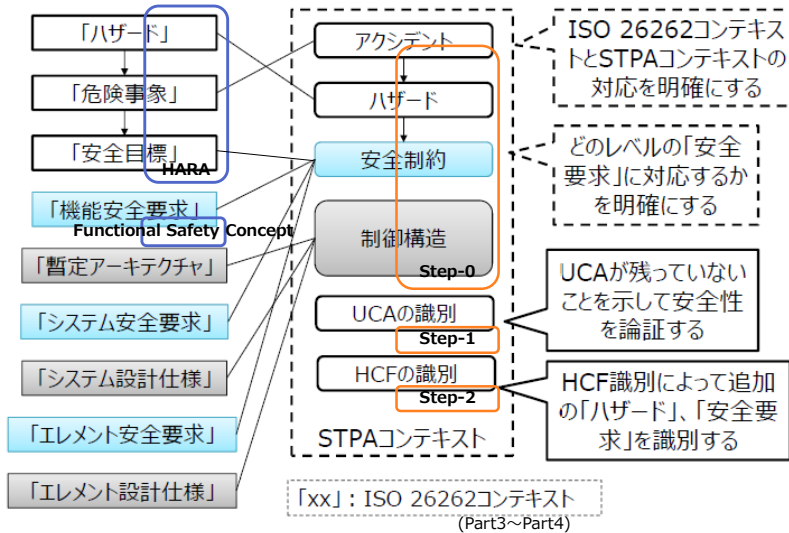 「ハザード」
「危険事象」
「安全目標」
HARA
「機能安全要求」
Functional Safety Concept
「暫定アーキテクチャ」
「システム安全要求」
「システム設計仕様」
「エレメント安全要求」
「エレメント設計仕様」
アクシデント
ハザード
安全制約
制御構造
Step-0
UCAの識別
Step-1
HCFの識別
Step-2
STPAコンテキスト
ISO 26262コンテキス
トとSTPAコンテキストの
対応を明確にする
どのレベルの「安全
要求」に対応するか
を明確にする
UCAが残っていない
ことを示して安全性
を論証する
HCF識別によって追加
の「ハザード」、「安全要
求」を識別する
「xx」：ISO 26262コンテキスト
(Part3～Part4)